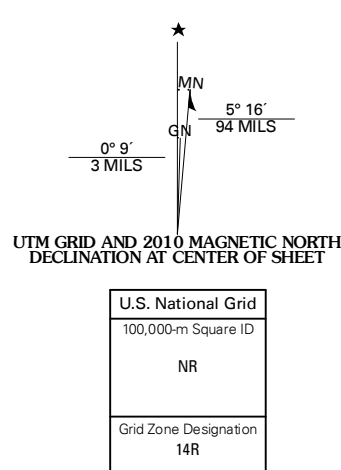 MN
5° 16´
94 MILS
GN
0° 9´
3 MILS
UTM GRID AND 2010 MAGNETIC NORTH
DECLINATION AT CENTER OF SHEET
U.S. National Grid
100,000-m Square ID
NR
Grid Zone Designation
14R